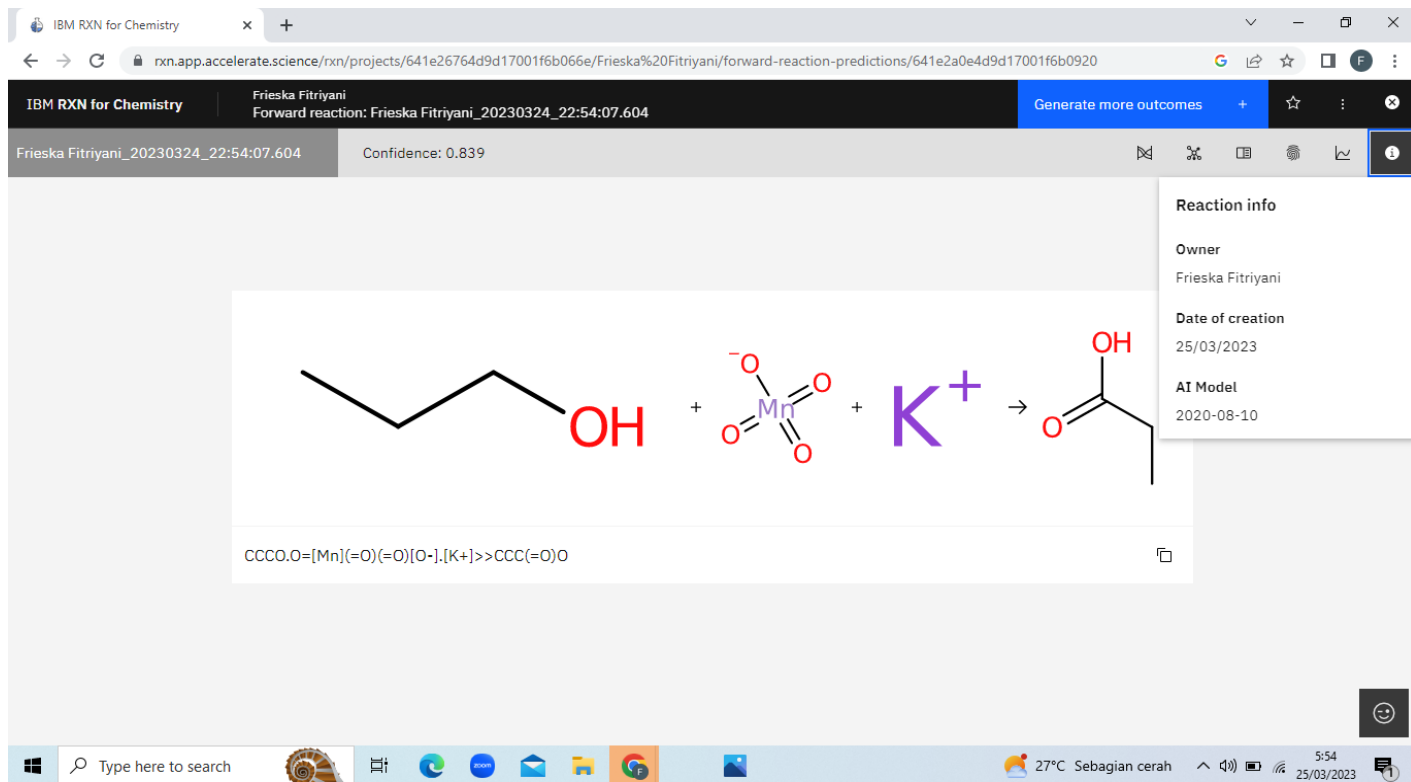 IBM RXN for Chemistry
rxn.app.accelerate.science/rxn/projects/641e26764d9d17001f6b066e/Frieska%20Fitriyani/forward-reaction-predictions/641e2a0e4d9d17001f6b0920
F
IBM RXN for Chemistry
Frieska Fitriyani
Forward reaction: Frieska Fitriyani_20230324_22:54:07.604
Generate more outcomes +
Frieska Fitriyani_20230324_22:54:07.604
Confidence: 0.839
Reaction info
Owner
Frieska Fitriyani
Date of creation
25/03/2023
AI Model
2020-08-10
OH + -O O Mn O O + K+ → OH O
CCCO.O=[Mn](=O)(=O)[O-].[K+]>>CCC(=O)O
Type here to search
zoom
F
27°C Sebagian cerah
5:54
25/03/2023
1